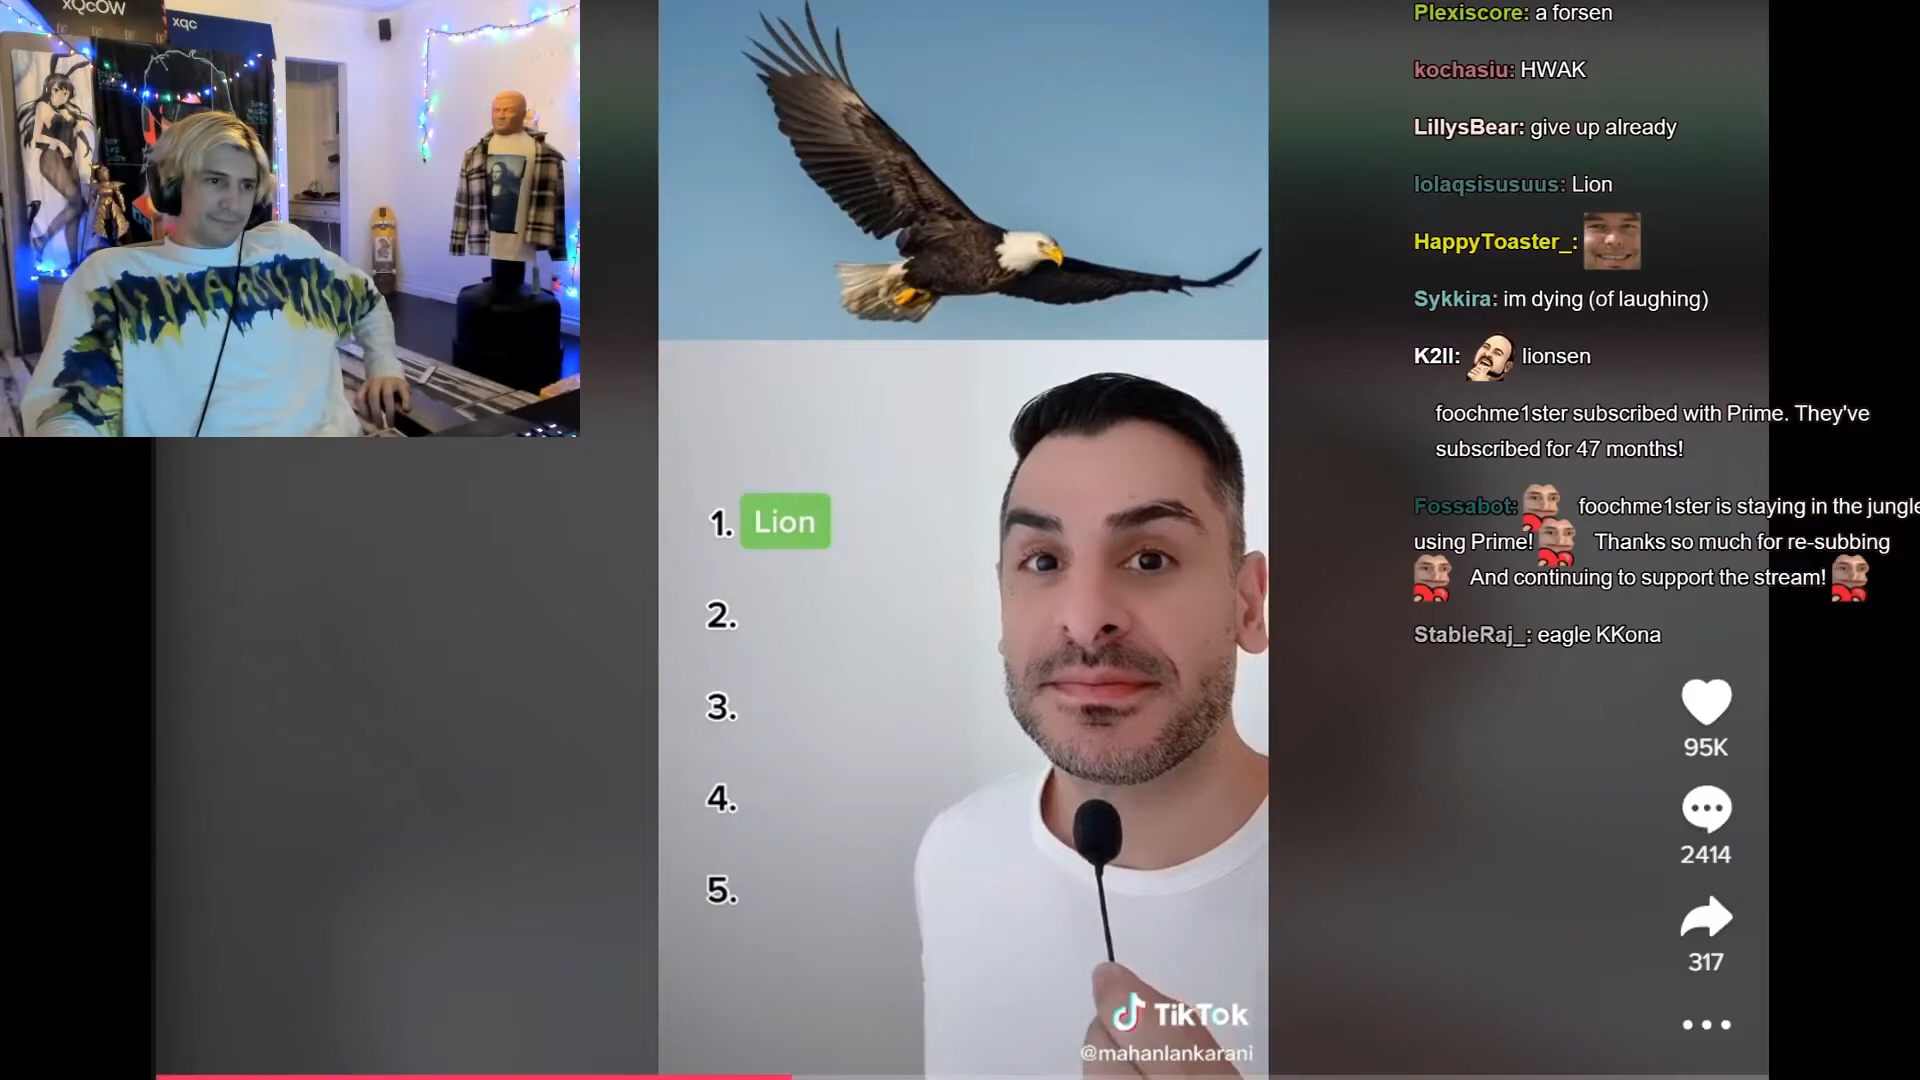 xQcOW
xqc
Plexiscore: a forsen
kochasiu: HWAK
LillysBear: give up already
lolaqsisusuus: Lion
HappyToaster_:
Sykkira: im dying (of laughing)
K2II: lionsen
foochme1ster subscribed with Prime. They've
subscribed for 47 months!
Fossabot: foochme1ster is staying in the jungle
using Prime! Thanks so much for re-subbing
And continuing to support the stream!
StableRaj_: eagle KKona
1. Lion
2.
3.
4.
5.
95K
2414
317
TikTok
@mahanlankarani